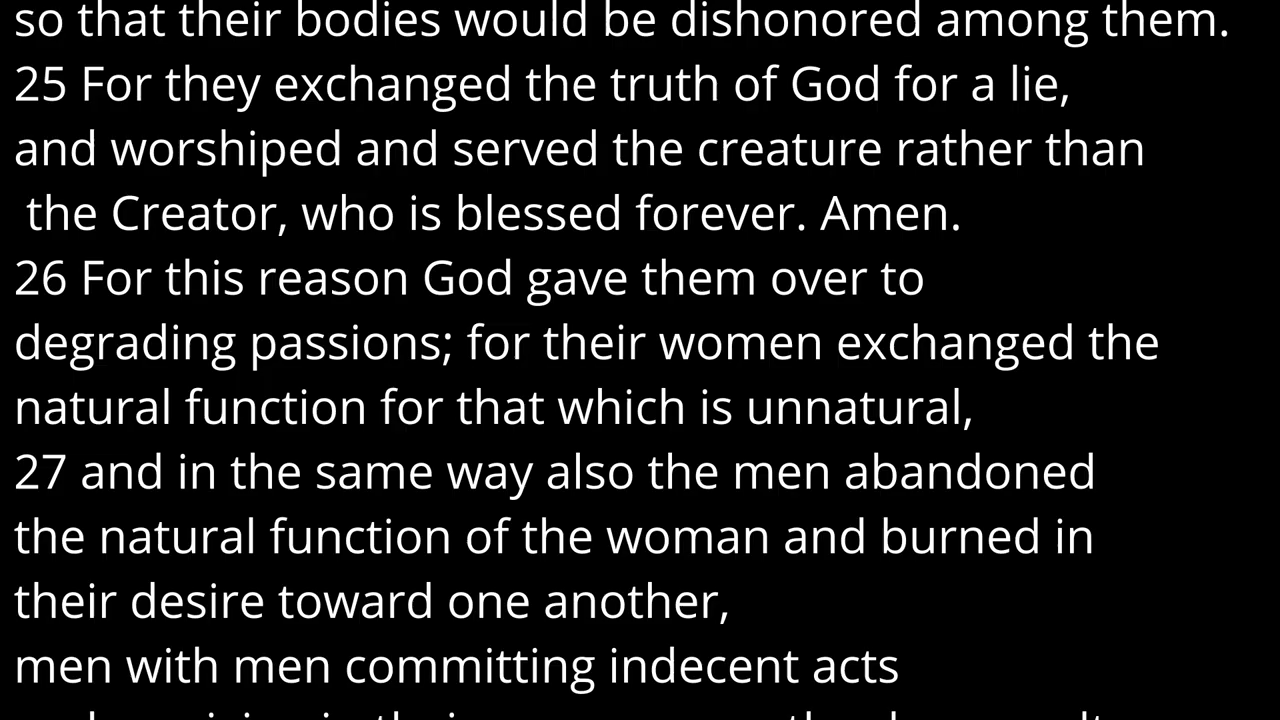 so that their bodies would be dishonored among them.
25 For they exchanged the truth of God for a lie,
and worshiped and served the creature rather than
the Creator, who is blessed forever. Amen.
26 For this reason God gave them over to
degrading passions; for their women exchanged the
natural function for that which is unnatural,
27 and in the same way also the men abandoned
the natural function of the woman and burned in
their desire toward one another,
men with men committing indecent acts